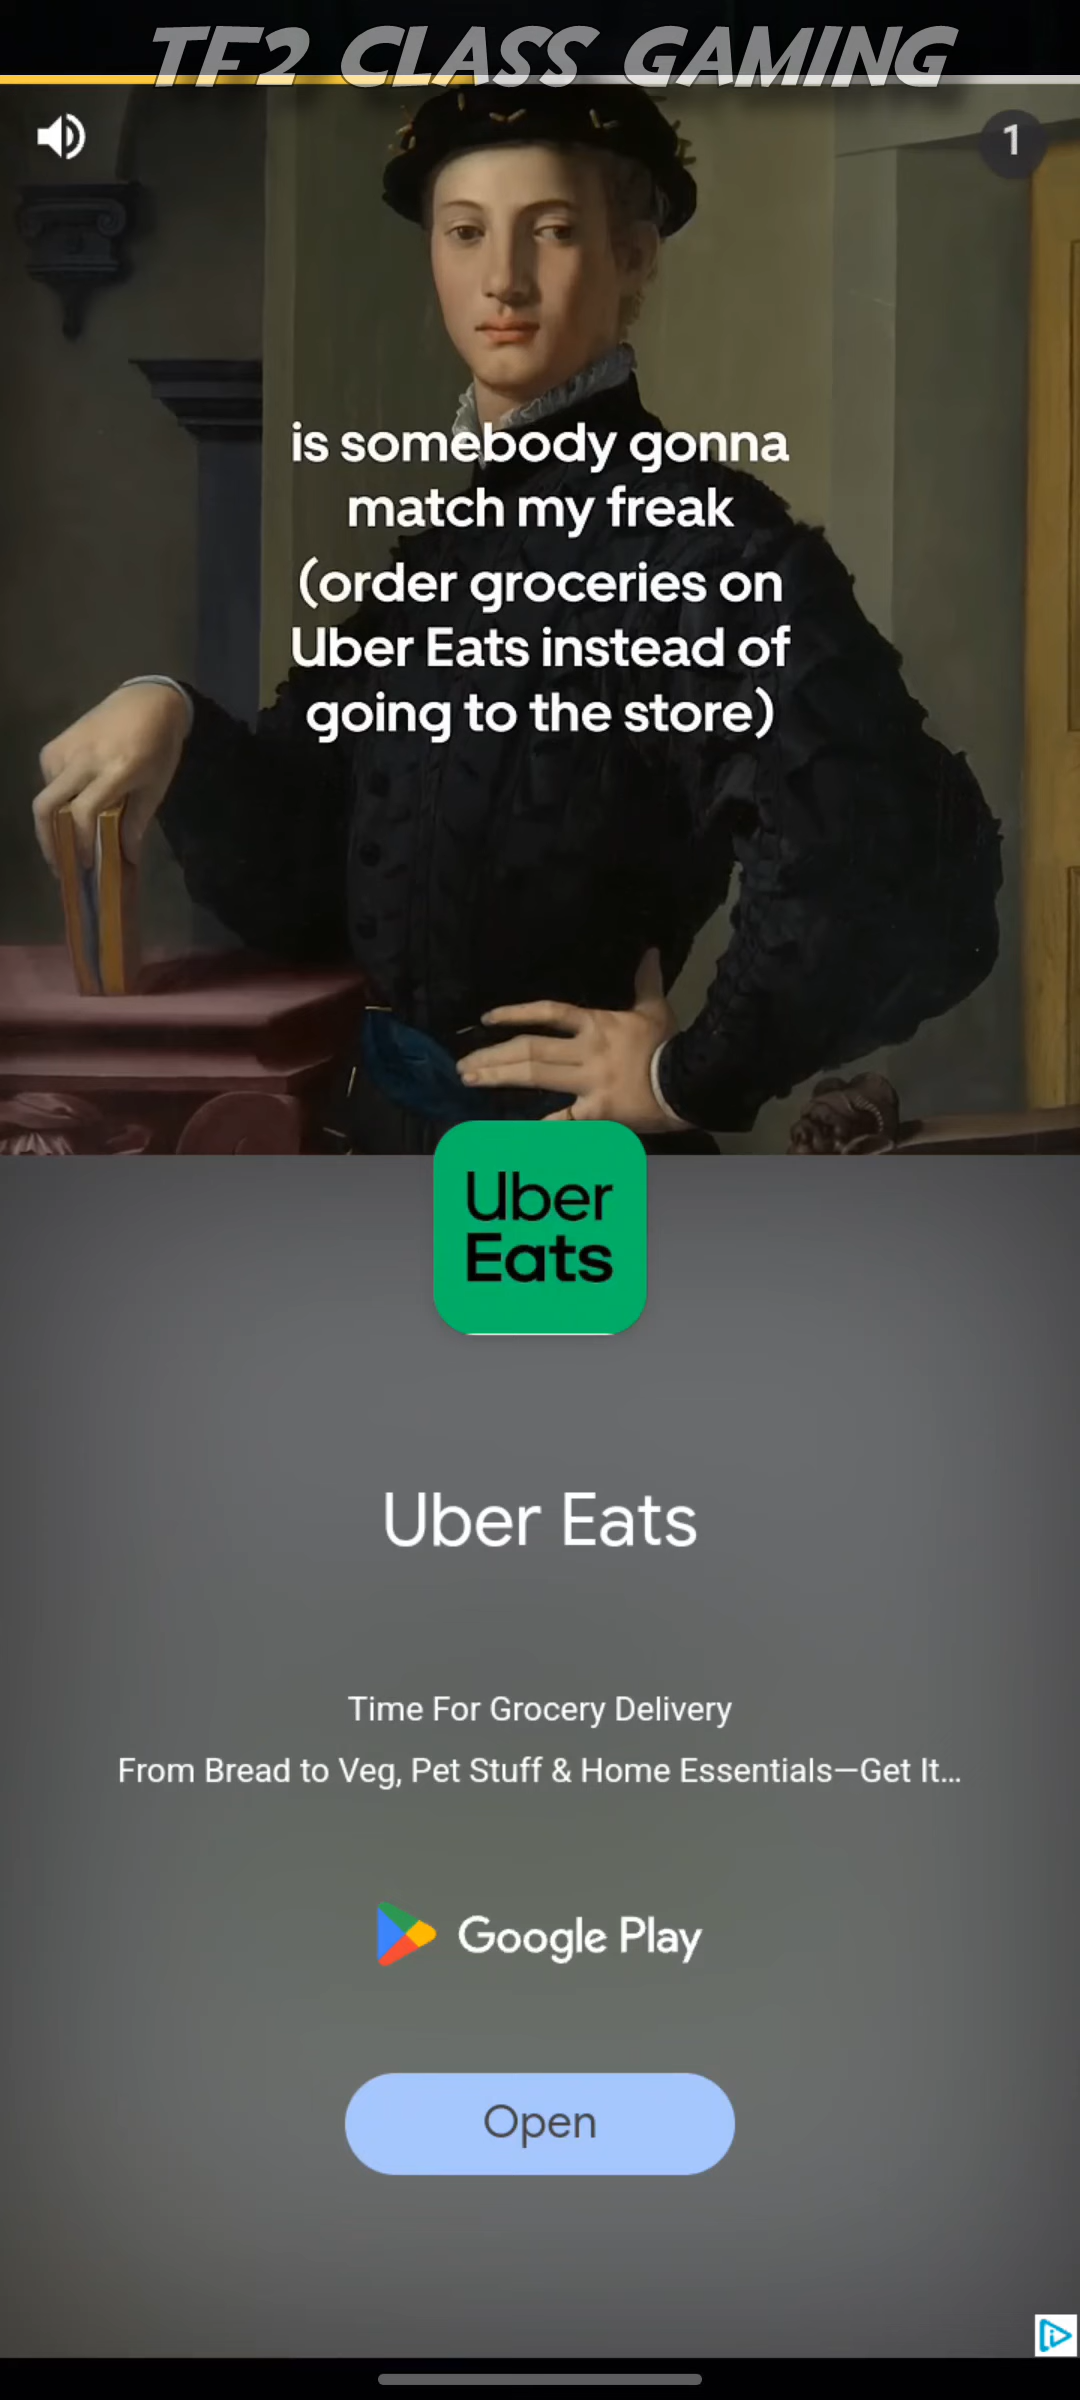 TF2 CLASS GAMING
1
is somebody gonna
match my freak
(order groceries on
Uber Eats instead of
going to the store)
Uber
Eats
Uber Eats
Time For Grocery Delivery
From Bread to Veg, Pet Stuff & Home Essentials—Get It...
Google Play
Open